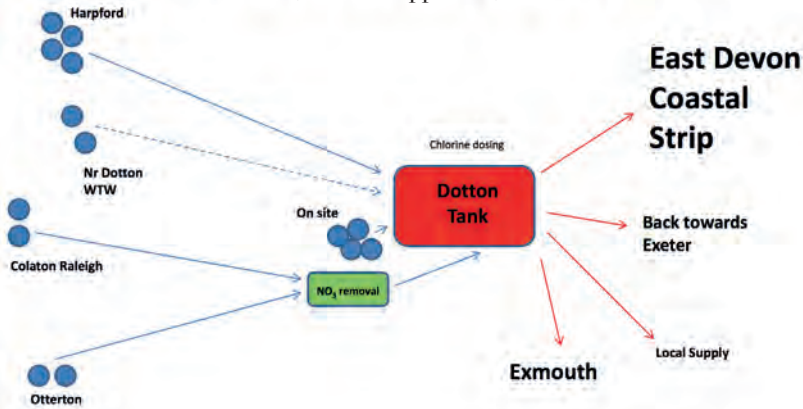 Harpford
East Devon
Coastal
Strip
Chlorine dosing
Nr Dotton
WTW
Dotton
Tank
On site
Back towards
Exeter
Colaton Raleigh
NO3 removal
Local Supply
Exmouth
Otterton